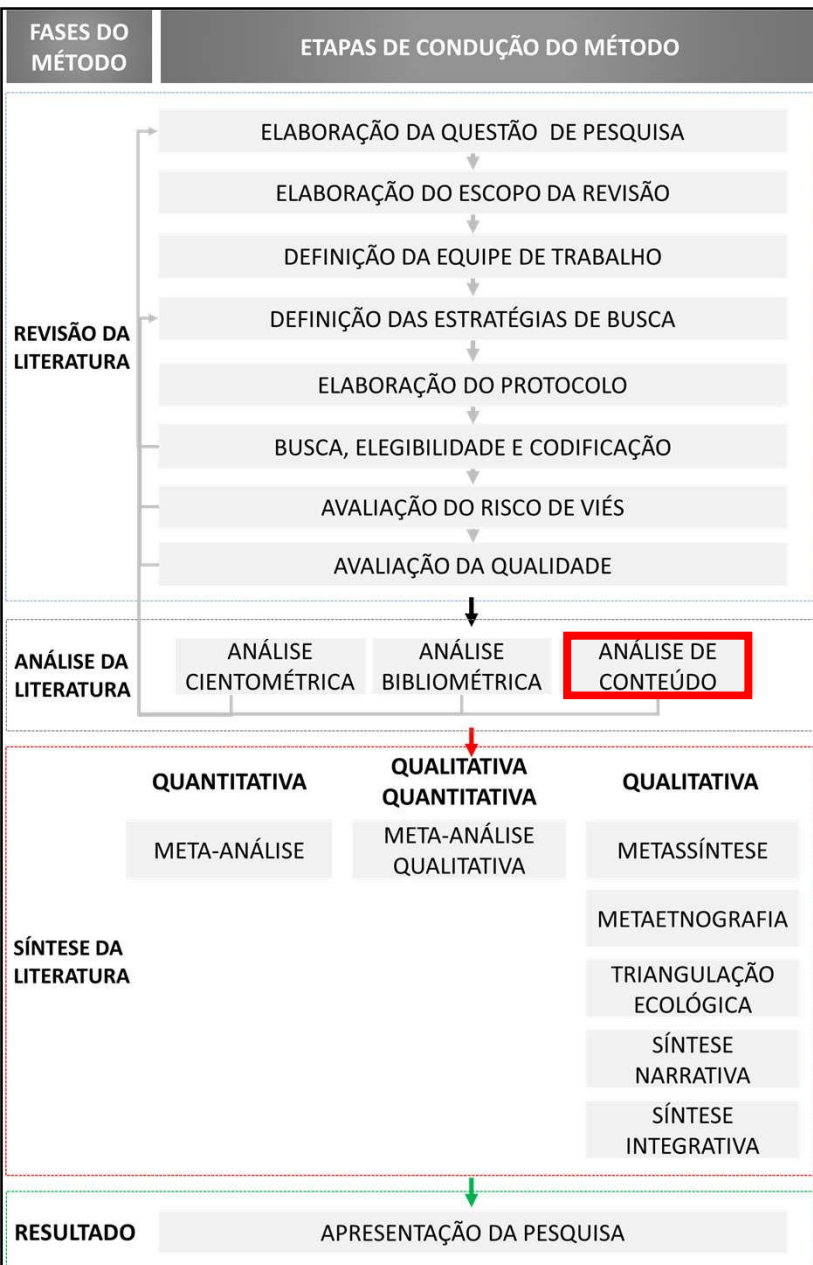 FASES DO
MÉTODO
ETAPAS DE CONDUÇÃO DO MÉTODO
ELABORAÇÃO DA QUESTÃO DE PESQUISA
ELABORAÇÃO DO ESCOPO DA REVISÃO
DEFINIÇÃO DA EQUIPE DE TRABALHO
DEFINIÇÃO DAS ESTRATÉGIAS DE BUSCA
REVISÃO DA
LITERATURA
ELABORAÇÃO DO PROTOCOLO
BUSCA, ELEGIBILIDADE E CODIFICAÇÃO
AVALIAÇÃO DO RISCO DE VIÉS
AVALIAÇÃO DA QUALIDADE
ANÁLISE DA
LITERATURA
ANÁLISE
CIENTOMÉTRICA
ANÁLISE
BIBLIOMÉTRICA
ANÁLISE DE
CONTEÚDO
QUANTITATIVA
QUALITATIVA
QUANTITATIVA
QUALITATIVA
META-ANÁLISE
META-ANÁLISE
QUALITATIVA
METASSÍNTESE
METAETNOGRAFIA
SÍNTESE DA
LITERATURA
TRIANGULAÇÃO
ECOLÓGICA
SÍNTESE
NARRATIVA
SÍNTESE
INTEGRATIVA
RESULTADO
APRESENTAÇÃO DA PESQUISA